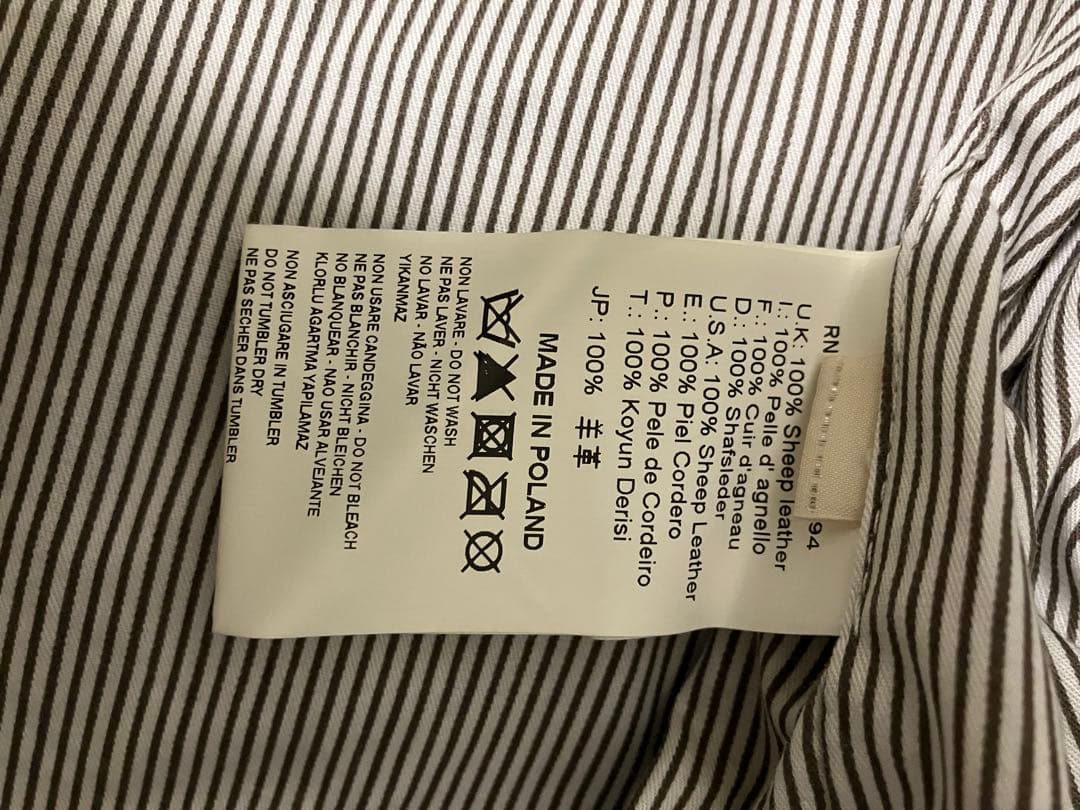 RN 94
U.K: 100% Sheep leather
I.: 100% Pelle d' agnello
F.: 100% Cuir d'agneau
D.: 100% Shafsleder
U.S.A: 100% Sheep Leather
E.: 100% Piel Cordero
P.: 100% Pele de Cordeiro
T.: 100% Koyun Derisi
JP: 100% 羊革
MADE IN POLAND
NON LAVARE - DO NOT WASH
NE PAS LAVER - NICHT WASCHEN
NO LAVAR - NÃO LAVAR
YIKANMAZ
NON USARE CANDEGGINA - DO NOT BLEACH
NE PAS BLANCHIR - NICHT BLEICHEN
NO BLANQUEAR - NAO USAR ALVEJANTE
KLORLU AGARTMA YAPILAMAZ
NON ASCIUGARE IN TUMBLER
DO NOT TUMBLER DRY
NE PAS SECHER DANS TUMBLER